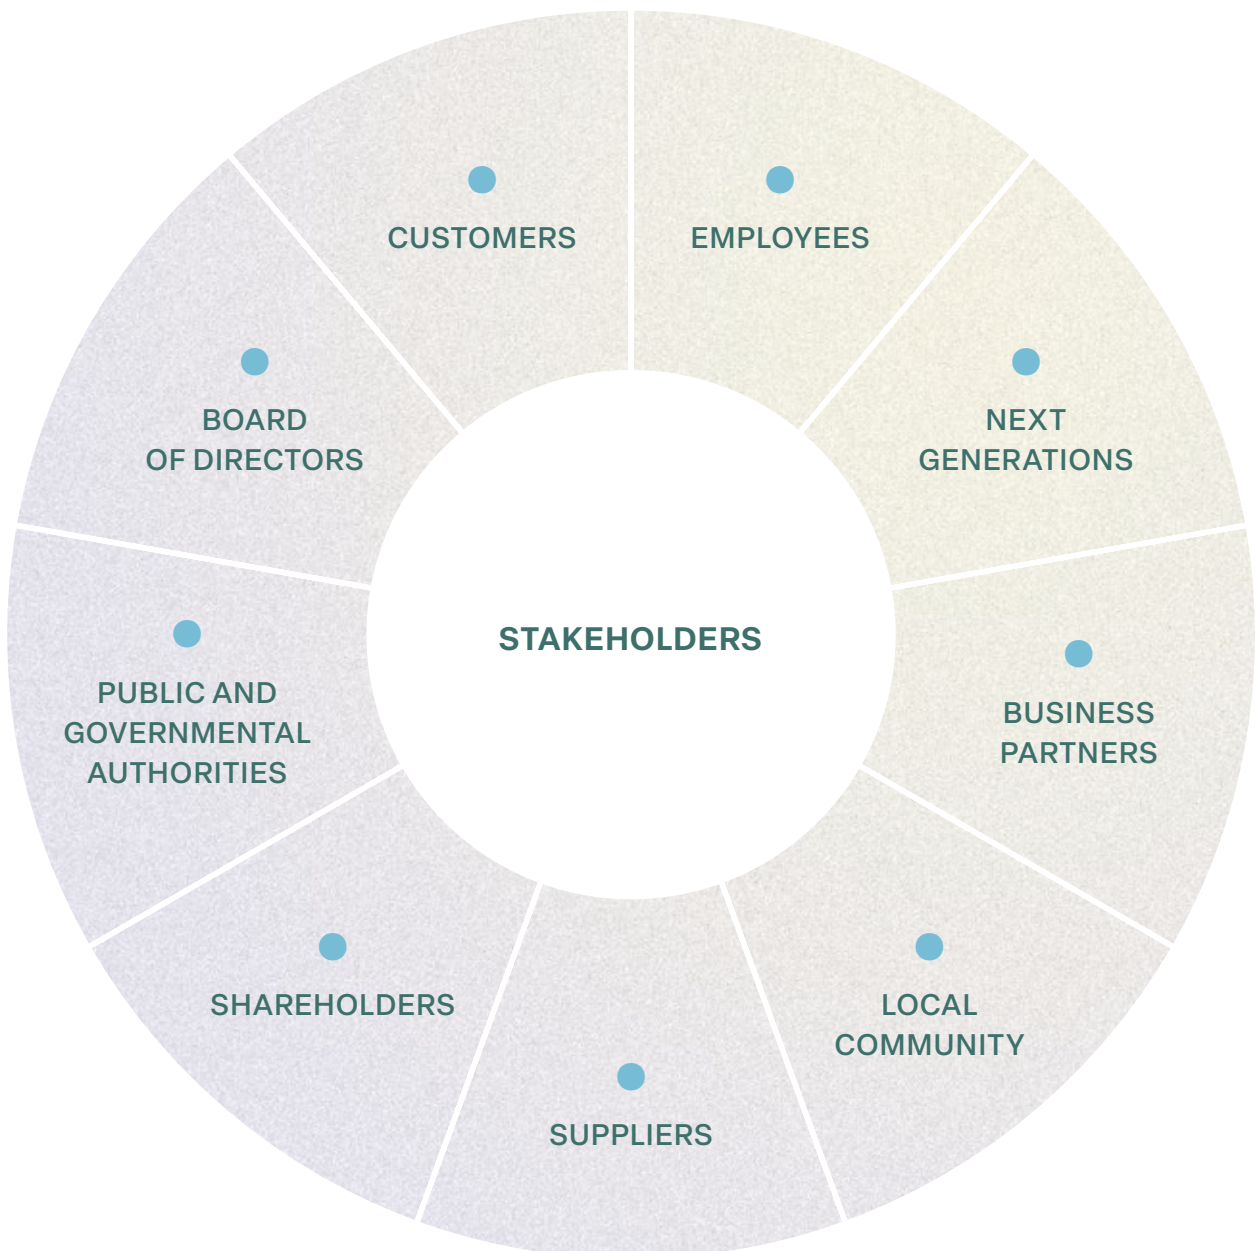 CUSTOMERS
EMPLOYEES
BOARD
OF DIRECTORS
NEXT
GENERATIONS
STAKEHOLDERS
PUBLIC AND
GOVERNMENTAL
AUTHORITIES
BUSINESS
PARTNERS
SHAREHOLDERS
LOCAL
COMMUNITY
SUPPLIERS